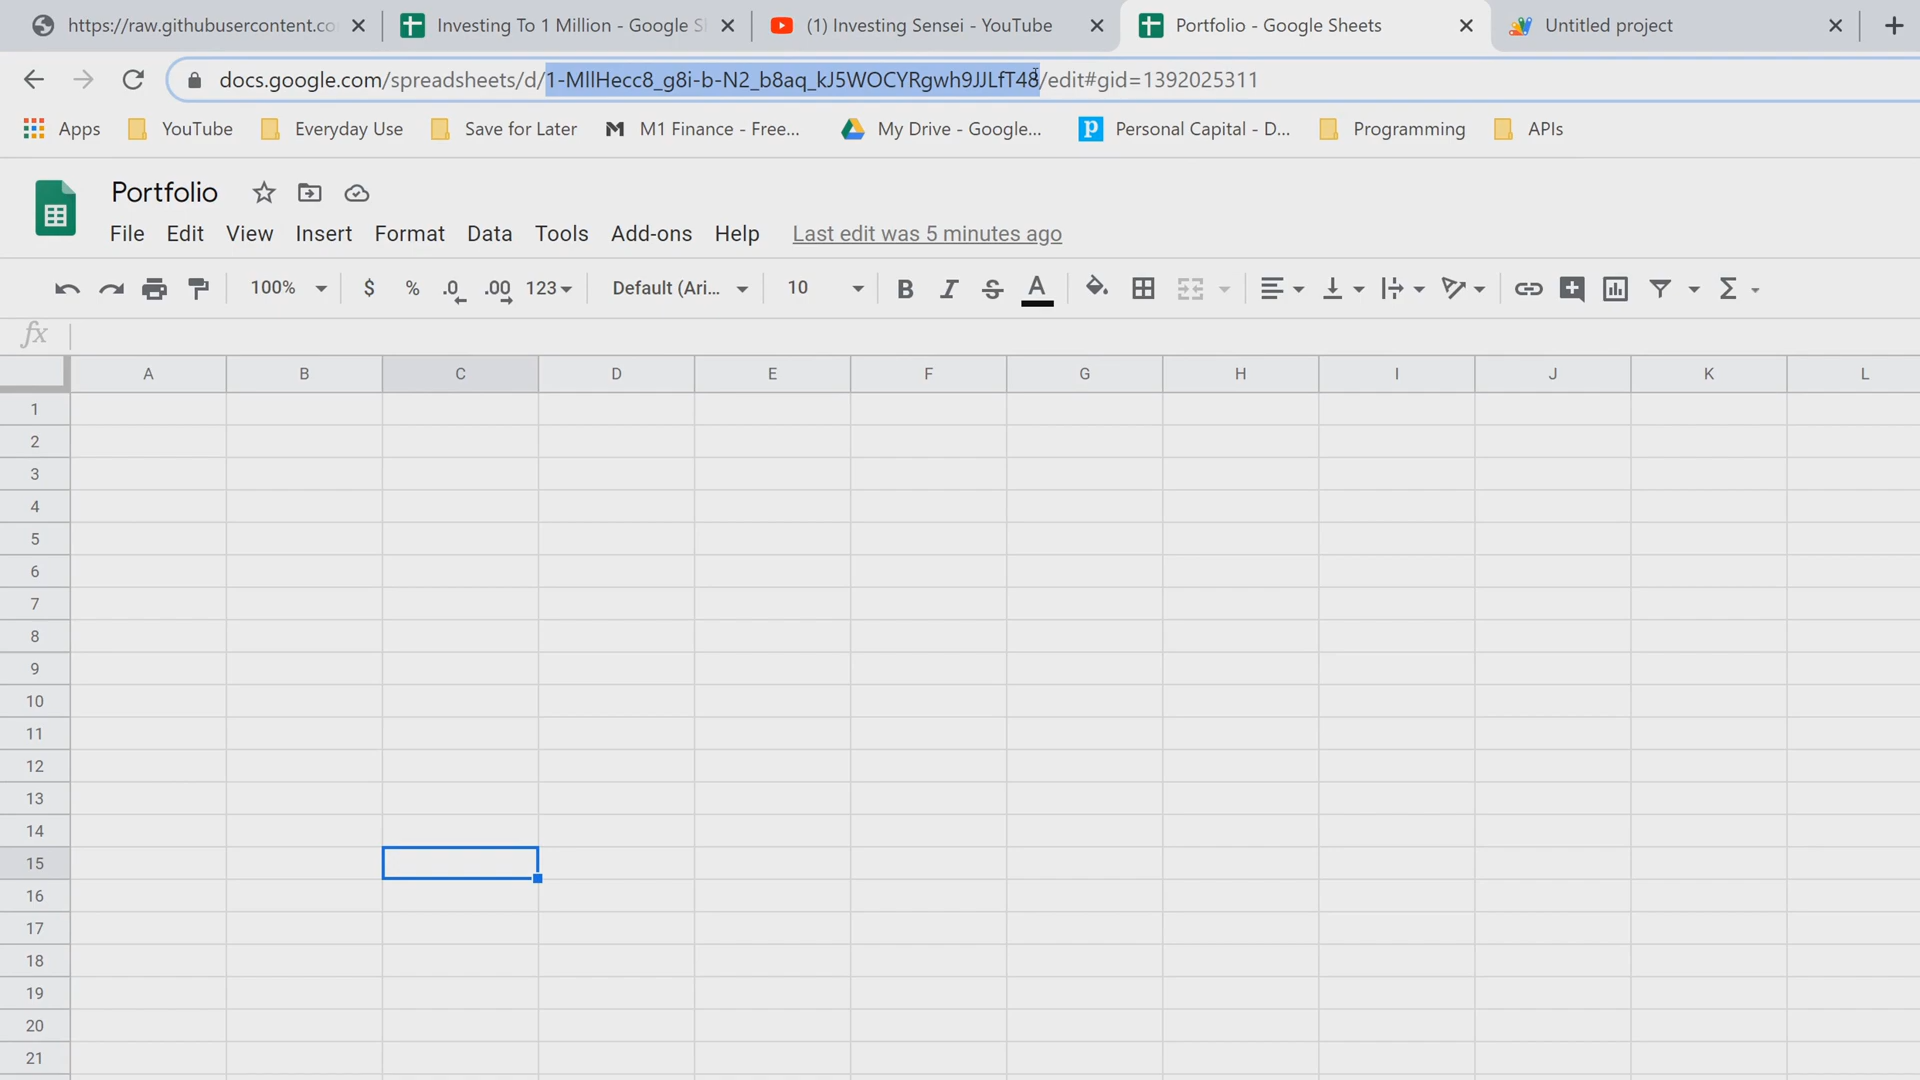 https://raw.githubusercontent.co
Investing To 1 Million - Google S
(1) Investing Sensei - YouTube
Portfolio - Google Sheets
Untitled project
docs.google.com/spreadsheets/d/1-MllHecc8_g8i-b-N2_b8aq_kJ5WOCYRgwh9JJLfT48/edit#gid=1392025311
Apps YouTube Everyday Use Save for Later M1 Finance - Free... My Drive - Google... Personal Capital - D... Programming APIs
Portfolio
File Edit View Insert Format Data Tools Add-ons Help Last edit was 5 minutes ago
100% $ % .0 .00 123 Default (Ari... 10 B I S A Σ
fx
A B C D E F G H I J K L
1
2
3
4
5
6
7
8
9
10
11
12
13
14
15
16
17
18
19
20
21